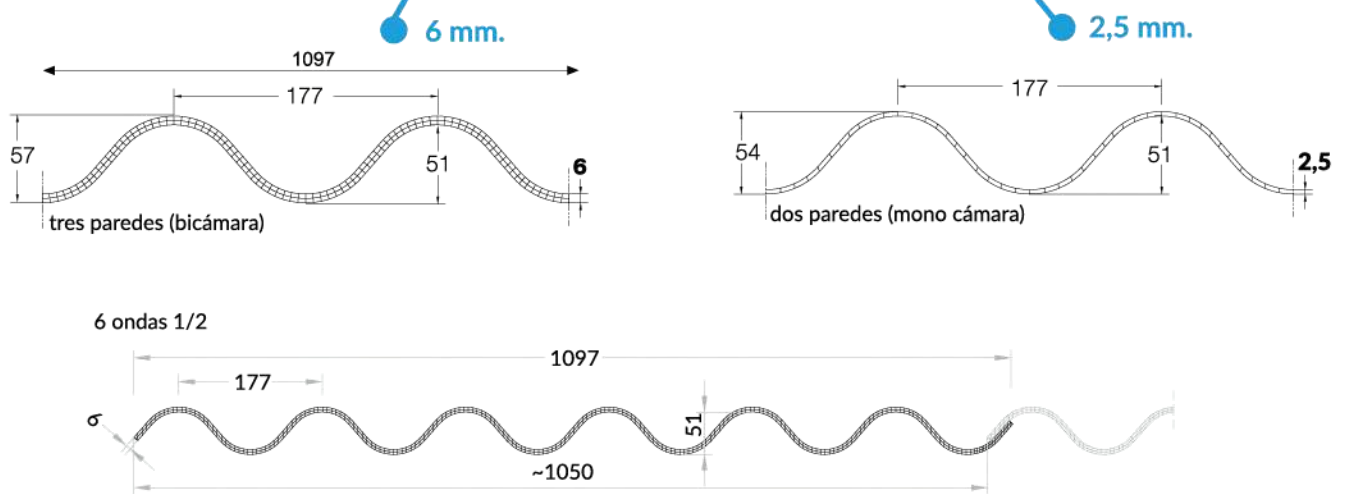 6 mm.
2,5 mm.
1097
177
177
57
51
6
54
51
2,5
tres paredes (bicámara)
dos paredes (mono cámara)
6 ondas 1/2
1097
177
6
51
~1050